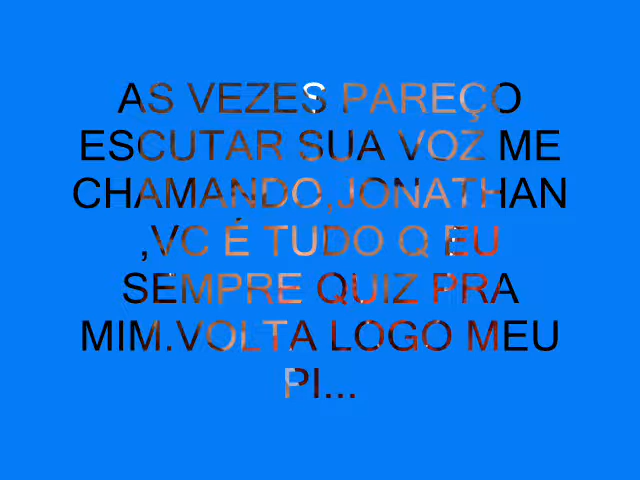 AS VEZES PAREÇO
ESCUTAR SUA VOZ ME
CHAMANDO,JONATHAN
,VC É TUDO Q EU
SEMPRE QUIZ PRA
MIM.VOLTA LOGO MEU
PI...